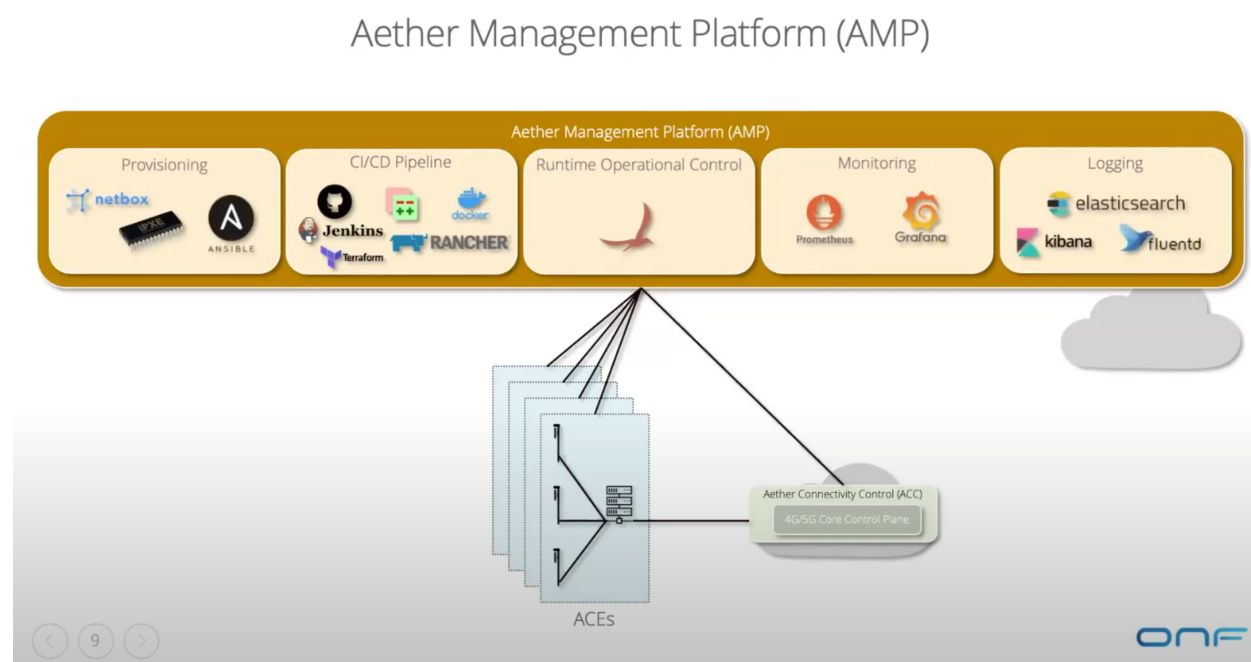 Aether Management Platform (AMP)
Aether Management Platform (AMP)
Provisioning
netbox
iPXE
ANSIBLE
CI/CD Pipeline
docker
Jenkins
RANCHER
Terraform
Runtime Operational Control
Monitoring
Prometheus
Grafana
Logging
elasticsearch
kibana
fluentd
Aether Connectivity Control (ACC)
4G/5G Core Control Plane
ACEs
9
ONF